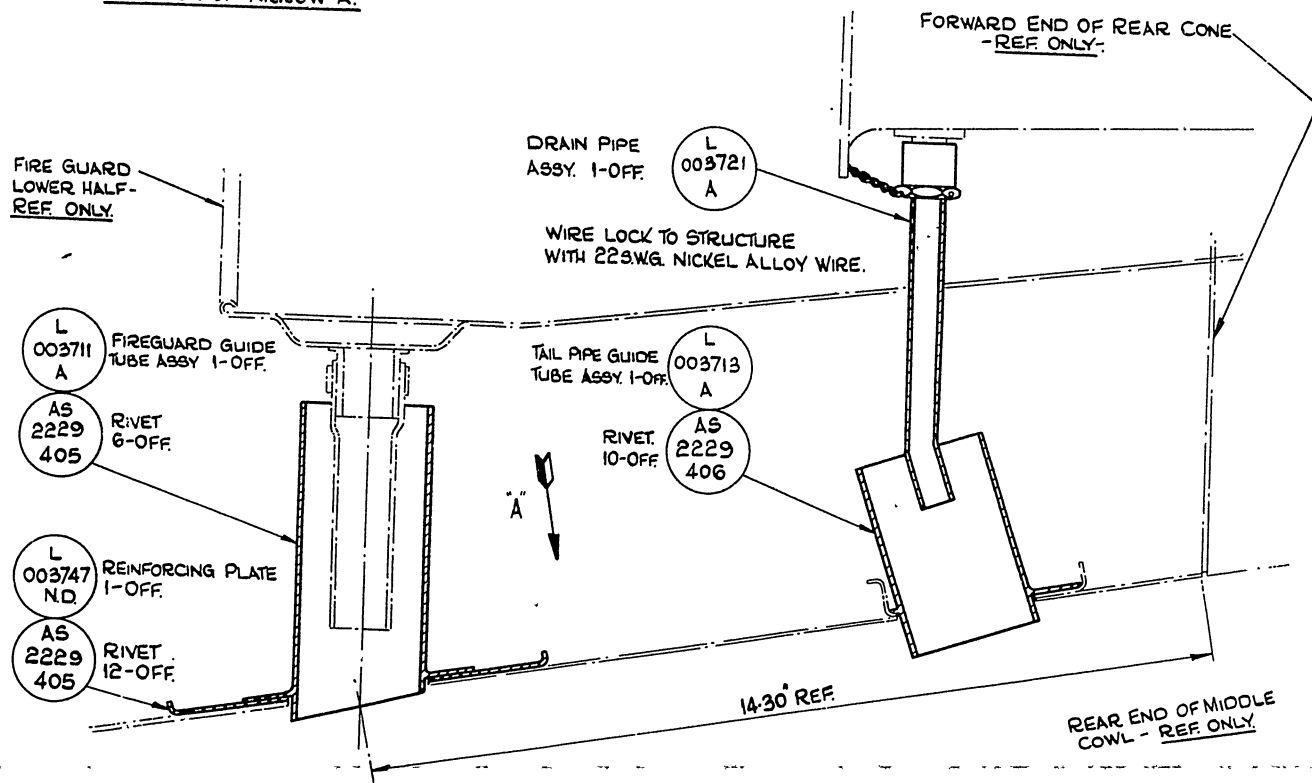 FORWARD END OF REAR CONE
-REF. ONLY-
FIRE GUARD
LOWER HALF-
REF. ONLY.
DRAIN PIPE
ASSY. 1-OFF.
L
003721
A
WIRE LOCK TO STRUCTURE
WITH 22S.W.G. NICKEL ALLOY WIRE.
L
003711
A
FIREGUARD GUIDE
TUBE ASSY 1-OFF.
AS
2229
405
RIVET
6-OFF.
TAIL PIPE GUIDE
TUBE ASSY. 1-OFF.
L
003713
A
RIVET.
10-OFF.
AS
2229
406
"A"
L
003747
N.D.
REINFORCING PLATE
1-OFF.
AS
2229
405
RIVET
12-OFF.
14.30" REF.
REAR END OF MIDDLE
COWL - REF. ONLY.